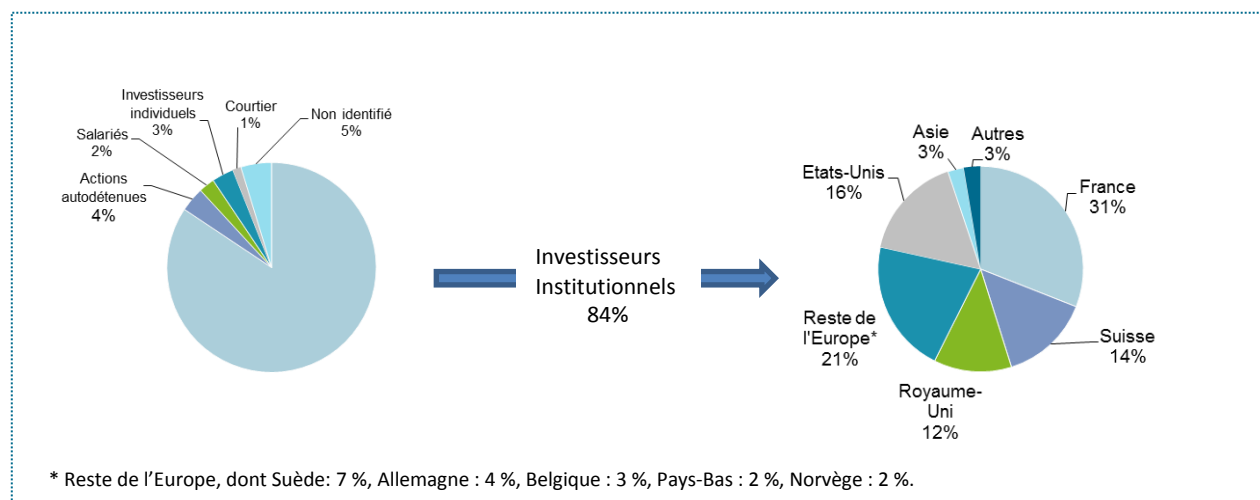 Investisseurs
individuels
3%
Courtier
1%
Non identifié
5%
Salariés
2%
Actions
autodétenues
4%
Investisseurs
Institutionnels
84%
Asie
3%
Autres
3%
Etats-Unis
16%
France
31%
Reste de
l'Europe*
21%
Suisse
14%
Royaume-
Uni
12%
* Reste de l’Europe, dont Suède: 7 %, Allemagne : 4 %, Belgique : 3 %, Pays-Bas : 2 %, Norvège : 2 %.